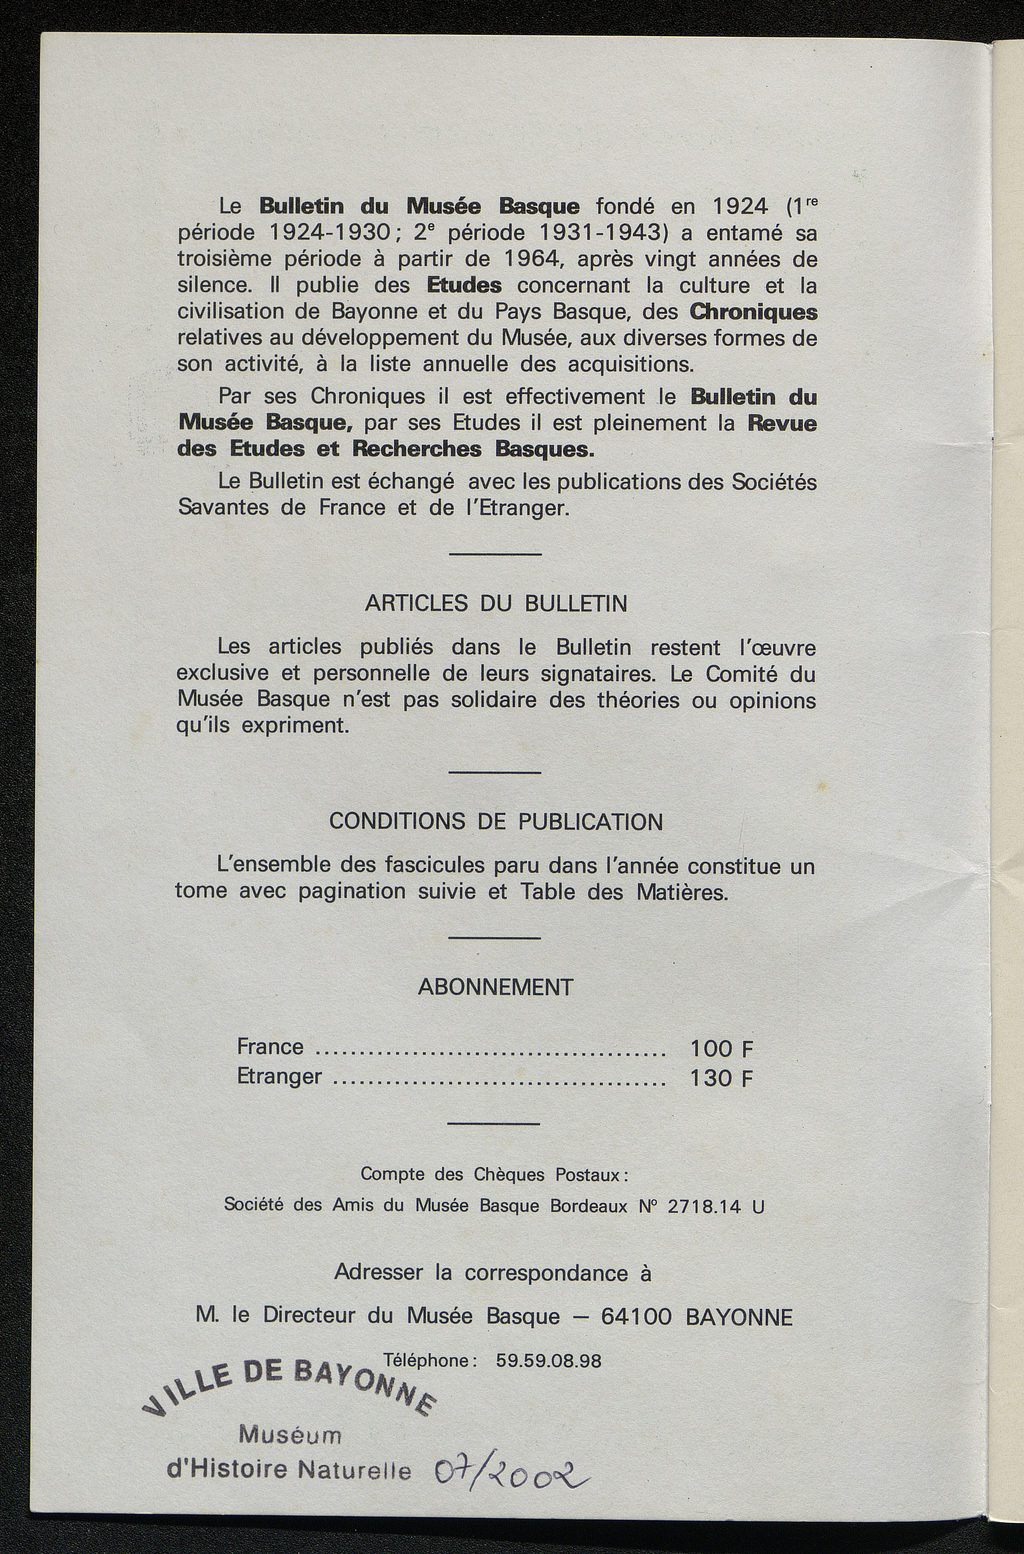 Le Bulletin du Musée Basque fondé en 1924 (1re
période 1924-1930; 2e période 1931-1943) a entamé sa
troisième période à partir de 1964, après vingt années de
silence. Il publie des Etudes concernant la culture et la
civilisation de Bayonne et du Pays Basque, des Chroniques
relatives au développement du Musée, aux diverses formes de
son activité, à la liste annuelle des acquisitions.
Par ses Chroniques il est effectivement le Bulletin du
Musée Basque, par ses Etudes il est pleinement la Revue
des Etudes et Recherches Basques.
Le Bulletin est échangé avec les publications des Sociétés
Savantes de France et de l'Etranger.
ARTICLES DU BULLETIN
Les articles publiés dans le Bulletin restent l'œuvre
exclusive et personnelle de leurs signataires. Le Comité du
Musée Basque n'est pas solidaire des théories ou opinions
qu'ils expriment.
CONDITIONS DE PUBLICATION
L'ensemble des fascicules paru dans l'année constitue un
tome avec pagination suivie et Table des Matières.
ABONNEMENT
France ........................................ 100 F
Etranger ...................................... 130 F
Compte des Chèques Postaux :
Société des Amis du Musée Basque Bordeaux Nº 2718.14 U
Adresser la correspondance à
M. le Directeur du Musée Basque — 64100 BAYONNE
Téléphone : 59.59.08.98
VILLE DE BAYONNE
Muséum
d'Histoire Naturelle 07/2002